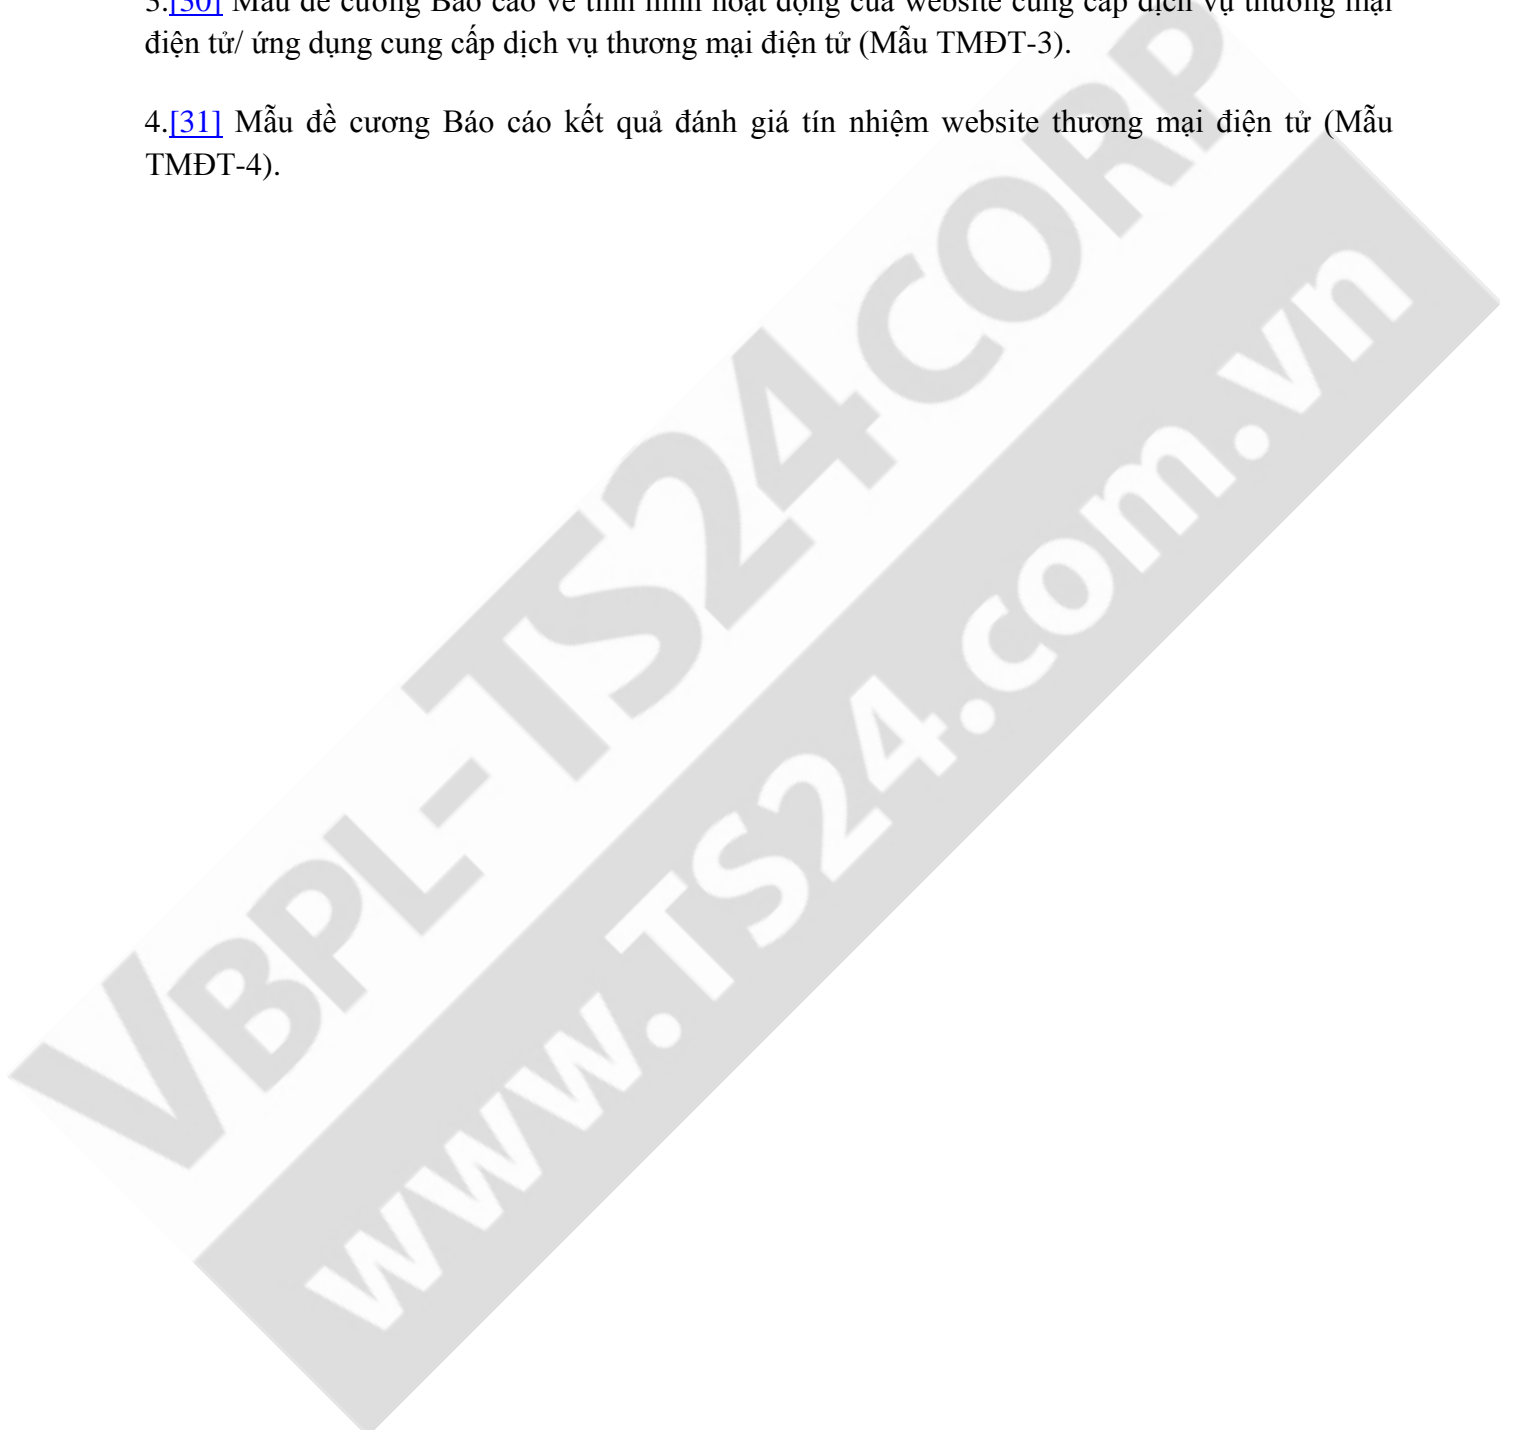 3.[30] Mẫu đề cương Báo cáo về tình hình hoạt động của website cung cấp dịch vụ thương mại
điện tử/ ứng dụng cung cấp dịch vụ thương mại điện tử (Mẫu TMĐT-3).
4.[31] Mẫu đề cương Báo cáo kết quả đánh giá tín nhiệm website thương mại điện tử (Mẫu
TMĐT-4).
VBPL-TS24CORP
www.TS24.com.vn